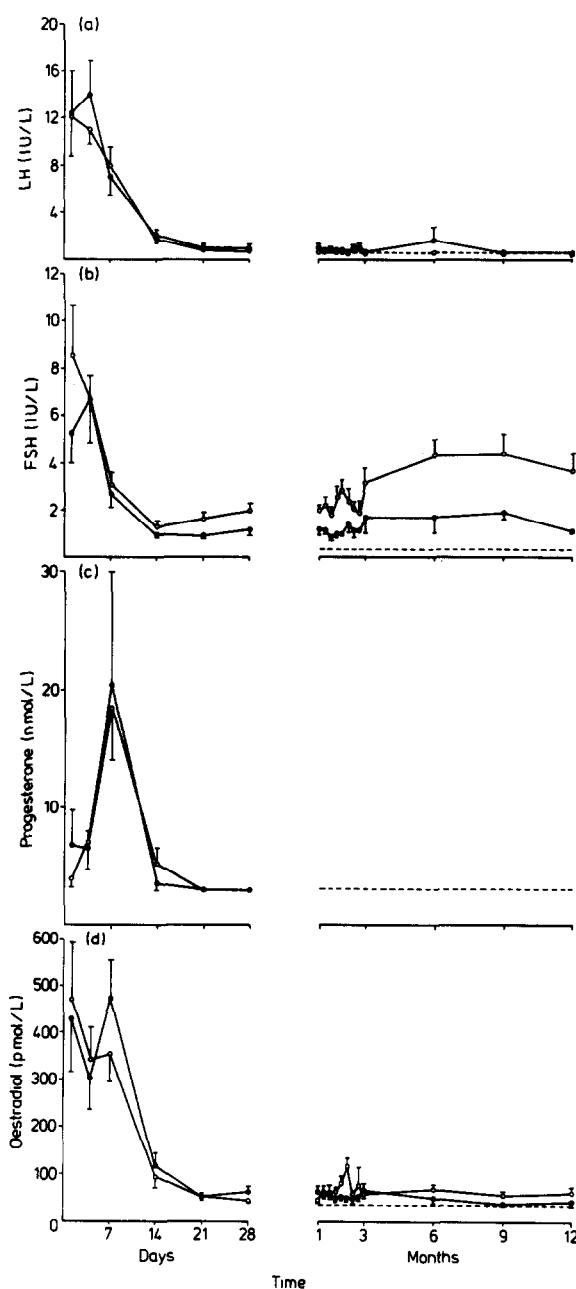 (a)
20
16
12
8
4
LH (IU/L)
(b)
12
10
8
6
4
2
FSH (IU/L)
(c)
30
20
10
Progesterone (nmol/L)
(d)
600
500
400
300
200
100
0
Oestradiol (pmol/L)
7 14 21 28
Days
1 3 6 9 12
Months
Time